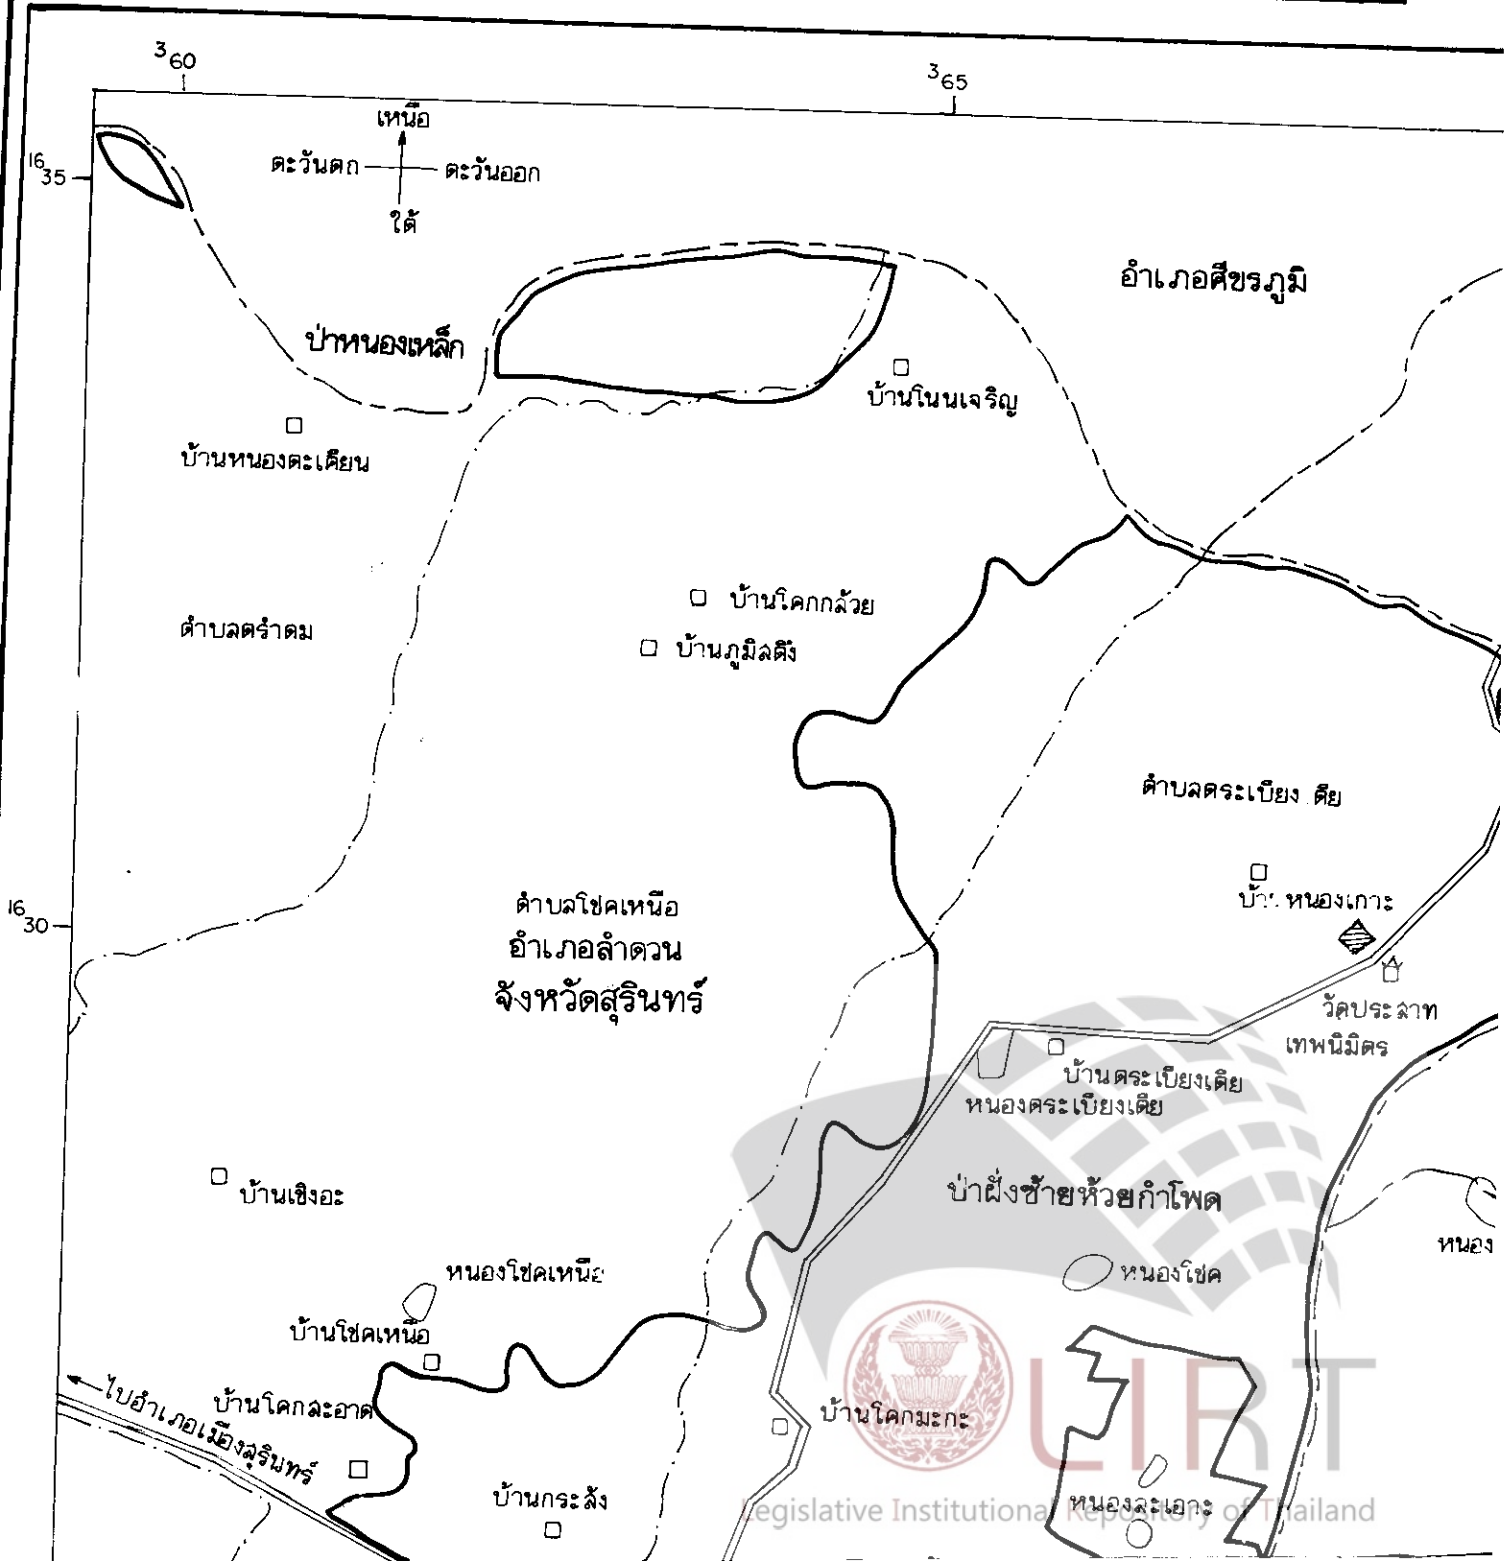 360
365
เหนือ
ตะวันตก ตะวันออก
ใต้
16 35
อำเภอศีขรภูมิ
ป่าหนองเหล็ก
บ้านโนนเจริญ
บ้านหนองตะเคียน
บ้านโคกกล้วย
ตำบลตรำดม
บ้านภูมิสตึง
ตำบลตระเปียงเตีย
บ้านหนองเกาะ
16 30
ตำบลโชคเหนือ
อำเภอลำดวน
จังหวัดสุรินทร์
วัดปราสาท
เทพนิมิตร
บ้านตระเปียงเตีย
หนองตระเปียงเตีย
บ้านเชิงอะ
ป่าฝั่งซ้ายห้วยกำโพด
หนอง
หนองโชคเหนือ
หนองโชค
บ้านโชคเหนือ
ไปอำเภอเมืองสุรินทร์
บ้านโคกสะอาด
บ้านโคกมะกะ
LIRT
บ้านกระสัง
หนองละเอาะ
Legislative Institutional Repository of Thailand